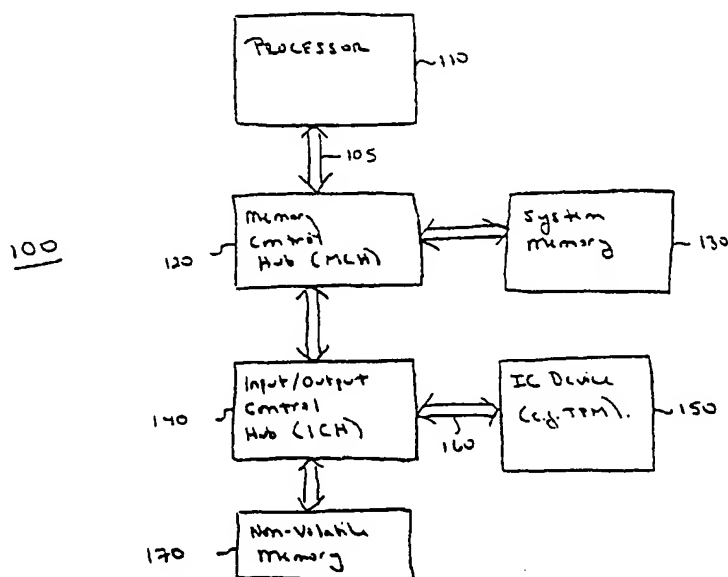 PROCESSOR
110
105
100
Memory
Control
Hub (MCH)
120
System
Memory
130
Input/Output
Control
Hub (ICH)
140
IC Device
(e.g. TPM).
150
160
Non-Volatile
Memory
170